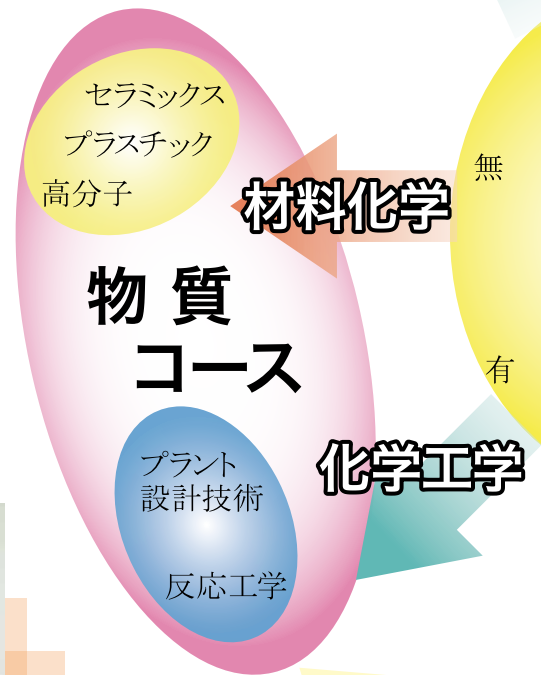 セラミックス
プラスチック
高分子
材料化学
無
物質
コース
有
化学工学
プラント
設計技術
反応工学